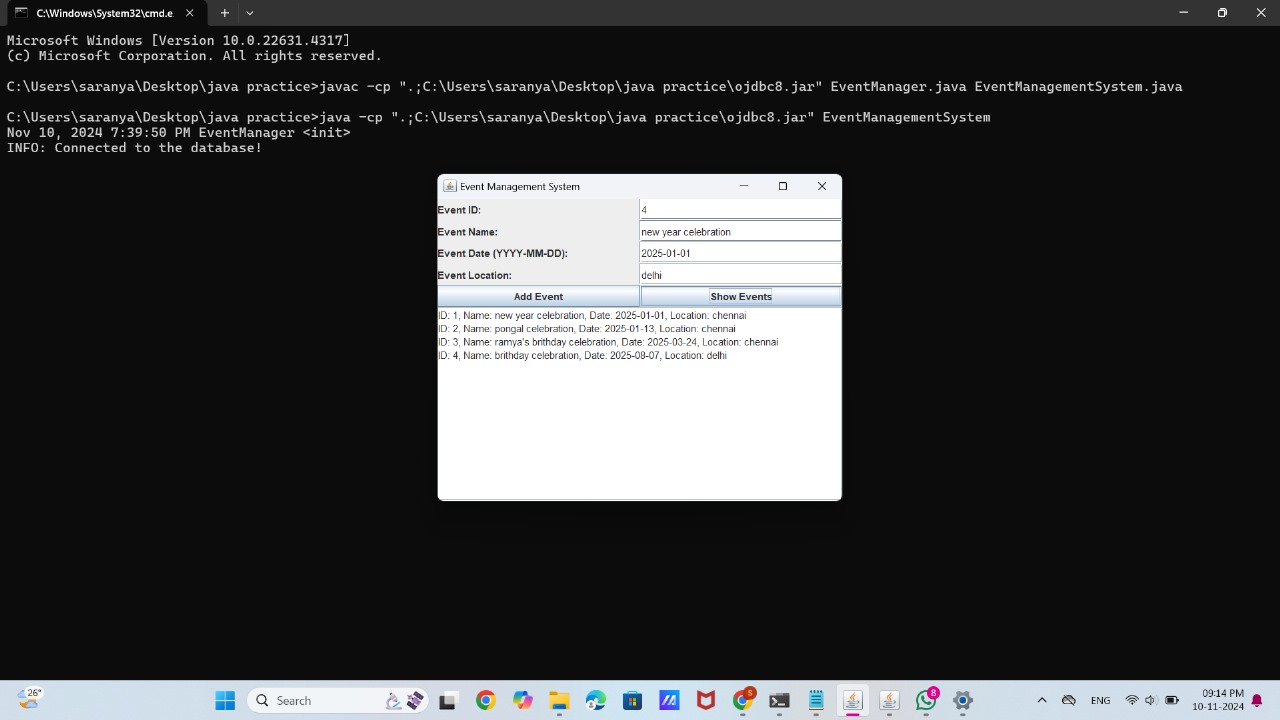 C:\Windows\System32\cmd.e
Microsoft Windows [Version 10.0.22631.4317]
(c) Microsoft Corporation. All rights reserved.
C:\Users\saranya\Desktop\java practice>javac -cp ".;C:\Users\saranya\Desktop\java practice\ojdbc8.jar" EventManager.java EventManagementSystem.java
C:\Users\saranya\Desktop\java practice>java -cp ".;C:\Users\saranya\Desktop\java practice\ojdbc8.jar" EventManagementSystem
Nov 10, 2024 7:39:50 PM EventManager <init>
INFO: Connected to the database!
Event Management System
Event ID: 4
Event Name: new year celebration
Event Date (YYYY-MM-DD): 2025-01-01
Event Location: delhi
Add Event Show Events
ID: 1, Name: new year celebration, Date: 2025-01-01, Location: chennai
ID: 2, Name: pongal celebration, Date: 2025-01-13, Location: chennai
ID: 3, Name: ramya's brithday celebration, Date: 2025-03-24, Location: chennai
ID: 4, Name: brithday celebration, Date: 2025-08-07, Location: delhi
26°
Search
S
8
ENG
09:14 PM
10-11-2024